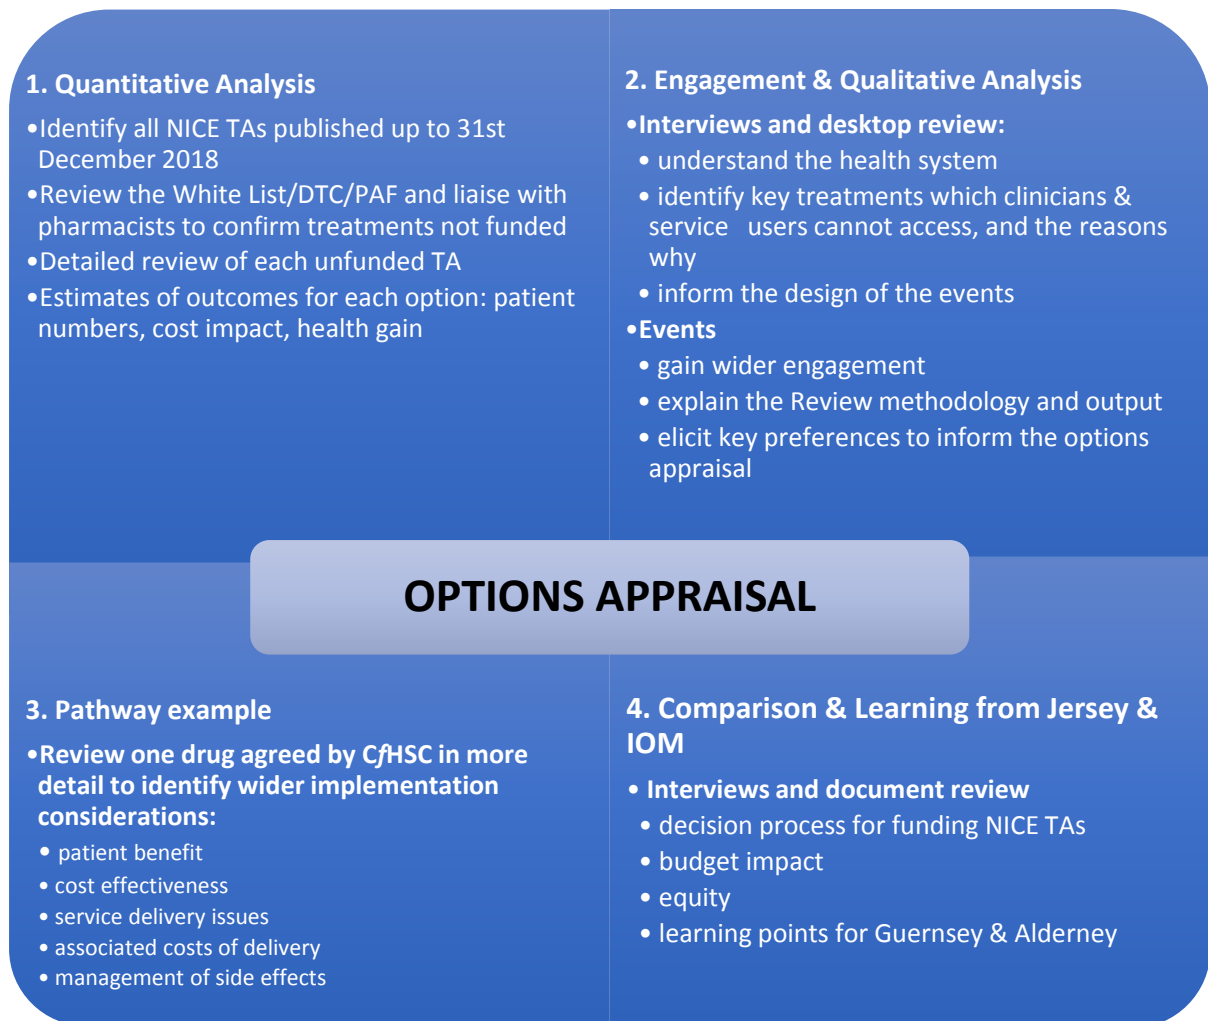 1. Quantitative Analysis
•Identify all NICE TAs published up to 31st
December 2018
•Review the White List/DTC/PAF and liaise with
pharmacists to confirm treatments not funded
•Detailed review of each unfunded TA
•Estimates of outcomes for each option: patient
numbers, cost impact, health gain
2. Engagement & Qualitative Analysis
•Interviews and desktop review:
• understand the health system
• identify key treatments which clinicians &
service users cannot access, and the reasons
why
• inform the design of the events
•Events
• gain wider engagement
• explain the Review methodology and output
• elicit key preferences to inform the options
appraisal
OPTIONS APPRAISAL
3. Pathway example
•Review one drug agreed by CfHSC in more
detail to identify wider implementation
considerations:
• patient benefit
• cost effectiveness
• service delivery issues
• associated costs of delivery
• management of side effects
4. Comparison & Learning from Jersey &
IOM
• Interviews and document review
• decision process for funding NICE TAs
• budget impact
• equity
• learning points for Guernsey & Alderney